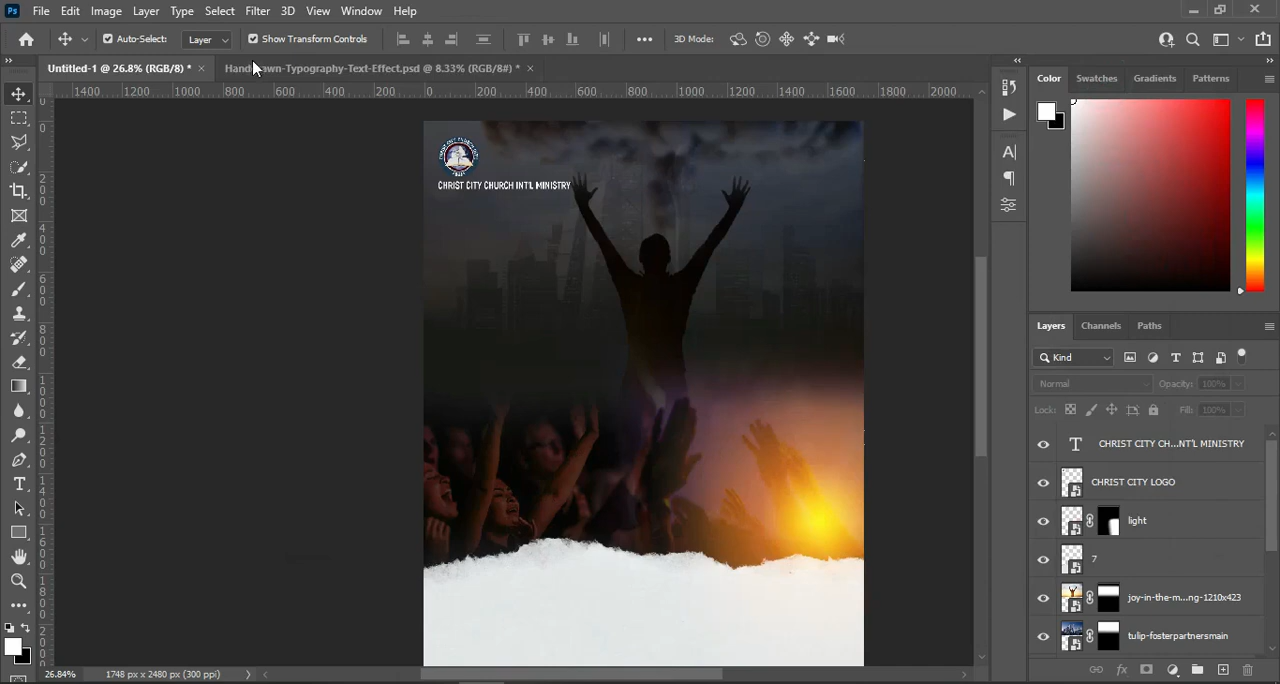 Ps File Edit Image Layer Type Select Filter 3D View Window Help
Auto-Select: Layer Show Transform Controls 3D Mode:
Untitled-1 @ 26.8% (RGB/8) * × awn-Typography-Text-Effect.psd @ 8.33% (RGB/8#) * ×
1400 1200 1000 800 600 400 200 0 200 400 600 800 1000 1200 1400 1600 1800 2000
CHRIST CITY CHURCH INT'L MINISTRY
Color Swatches Gradients Patterns
Layers Channels Paths
Kind
Normal Opacity: 100%
Lock: Fill: 100%
CHRIST CITY CH...NT'L MINISTRY
CHRIST CITY LOGO
light
7
joy-in-the-m...ng-1210x423
tulip-fosterpartnersmain
26.84% 1748 px x 2480 px (300 ppi)